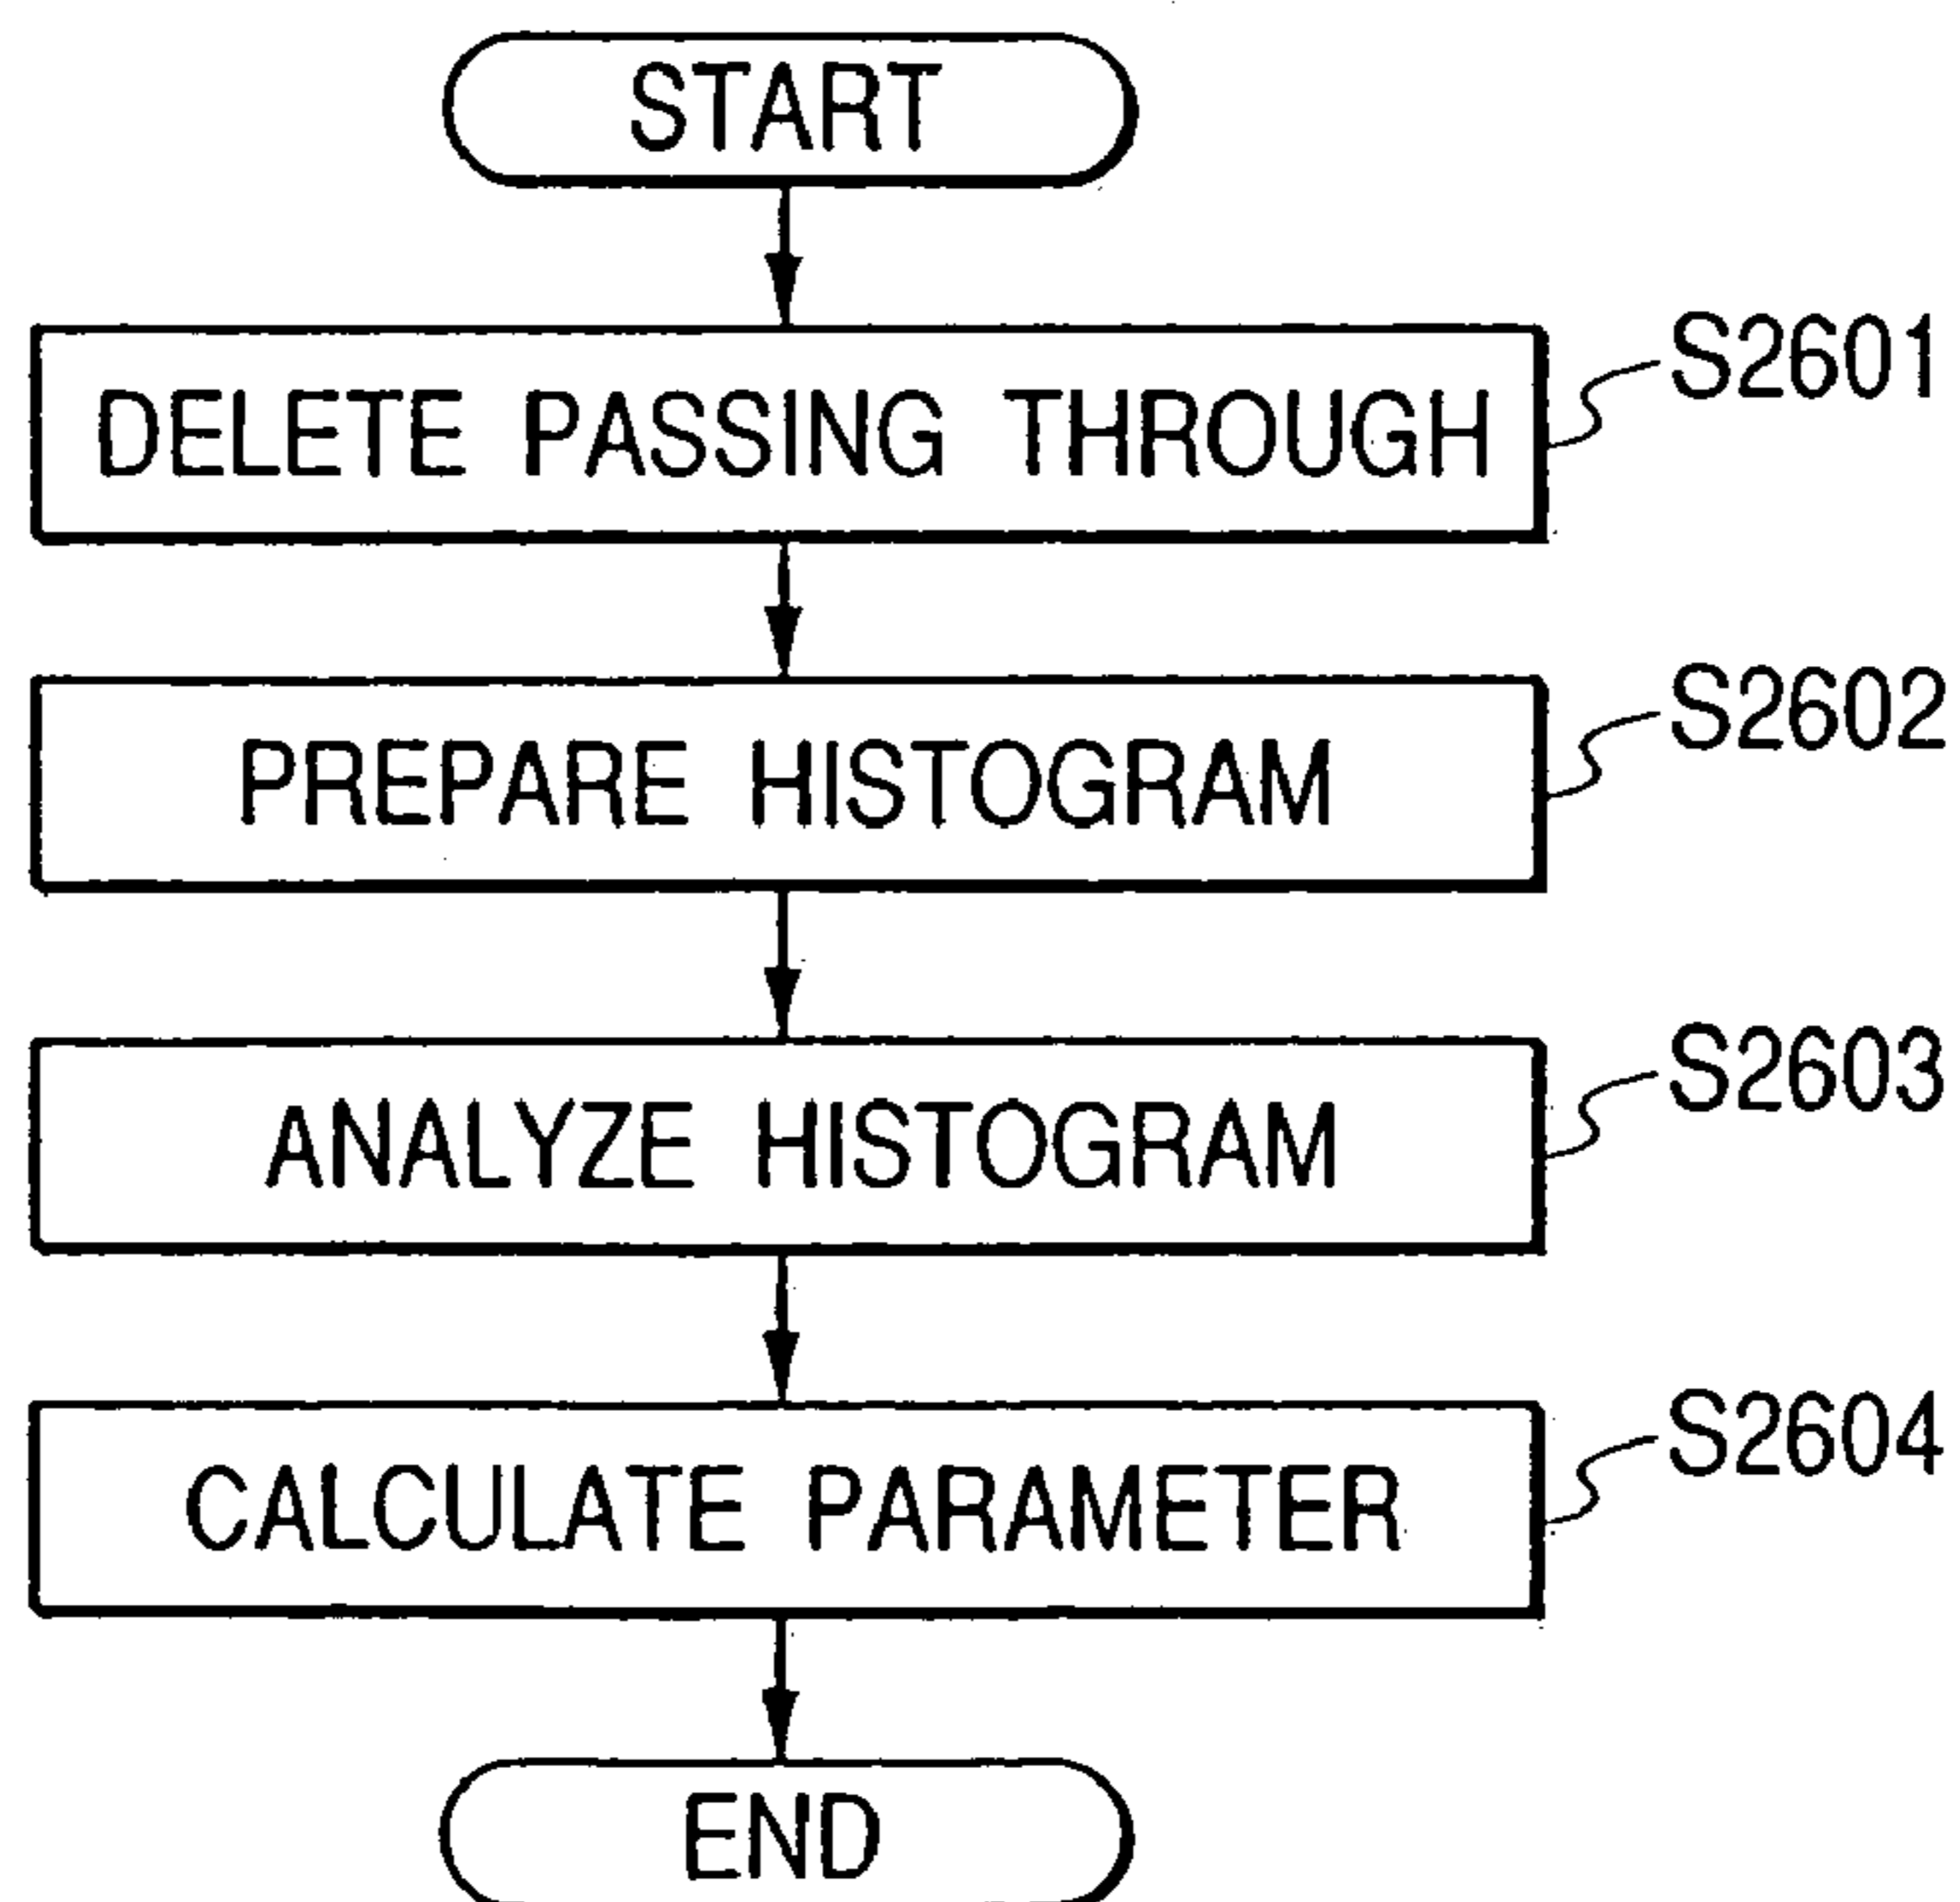 START
DELETE PASSING THROUGH
S2601
PREPARE HISTOGRAM
S2602
ANALYZE HISTOGRAM
S2603
CALCULATE PARAMETER
S2604
END